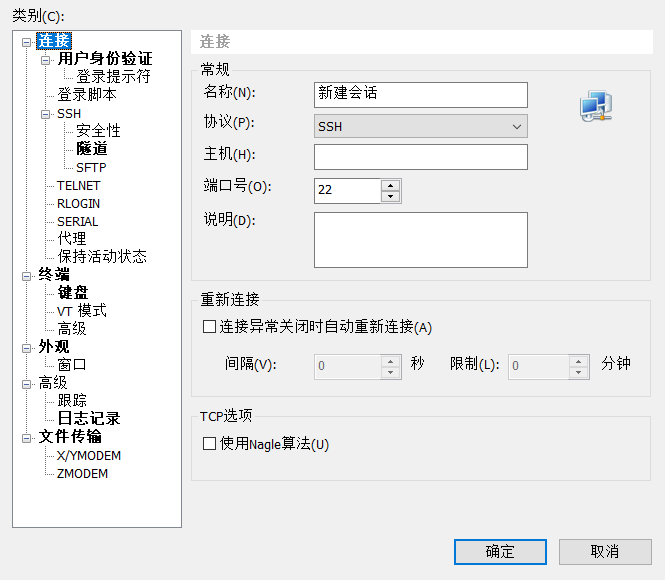 类别(C):
连接
用户身份验证
登录提示符
登录脚本
SSH
安全性
隧道
SFTP
TELNET
RLOGIN
SERIAL
代理
保持活动状态
终端
键盘
VT 模式
高级
外观
窗口
高级
跟踪
日志记录
文件传输
X/YMODEM
ZMODEM
连接
常规
名称(N): 新建会话
协议(P): SSH
主机(H):
端口号(O): 22
说明(D):
重新连接
连接异常关闭时自动重新连接(A)
间隔(V): 0 秒 限制(L): 0 分钟
TCP选项
使用Nagle算法(U)
确定 取消